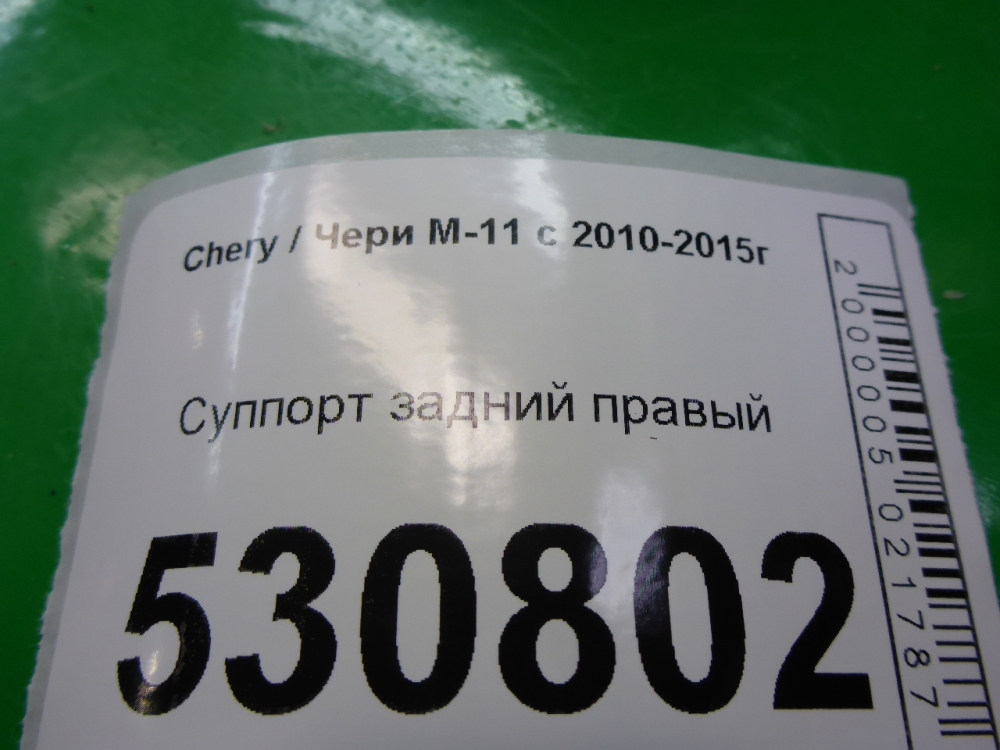 Chery / Чери М-11 с 2010-2015г
Суппорт задний правый
530802
2000005021787